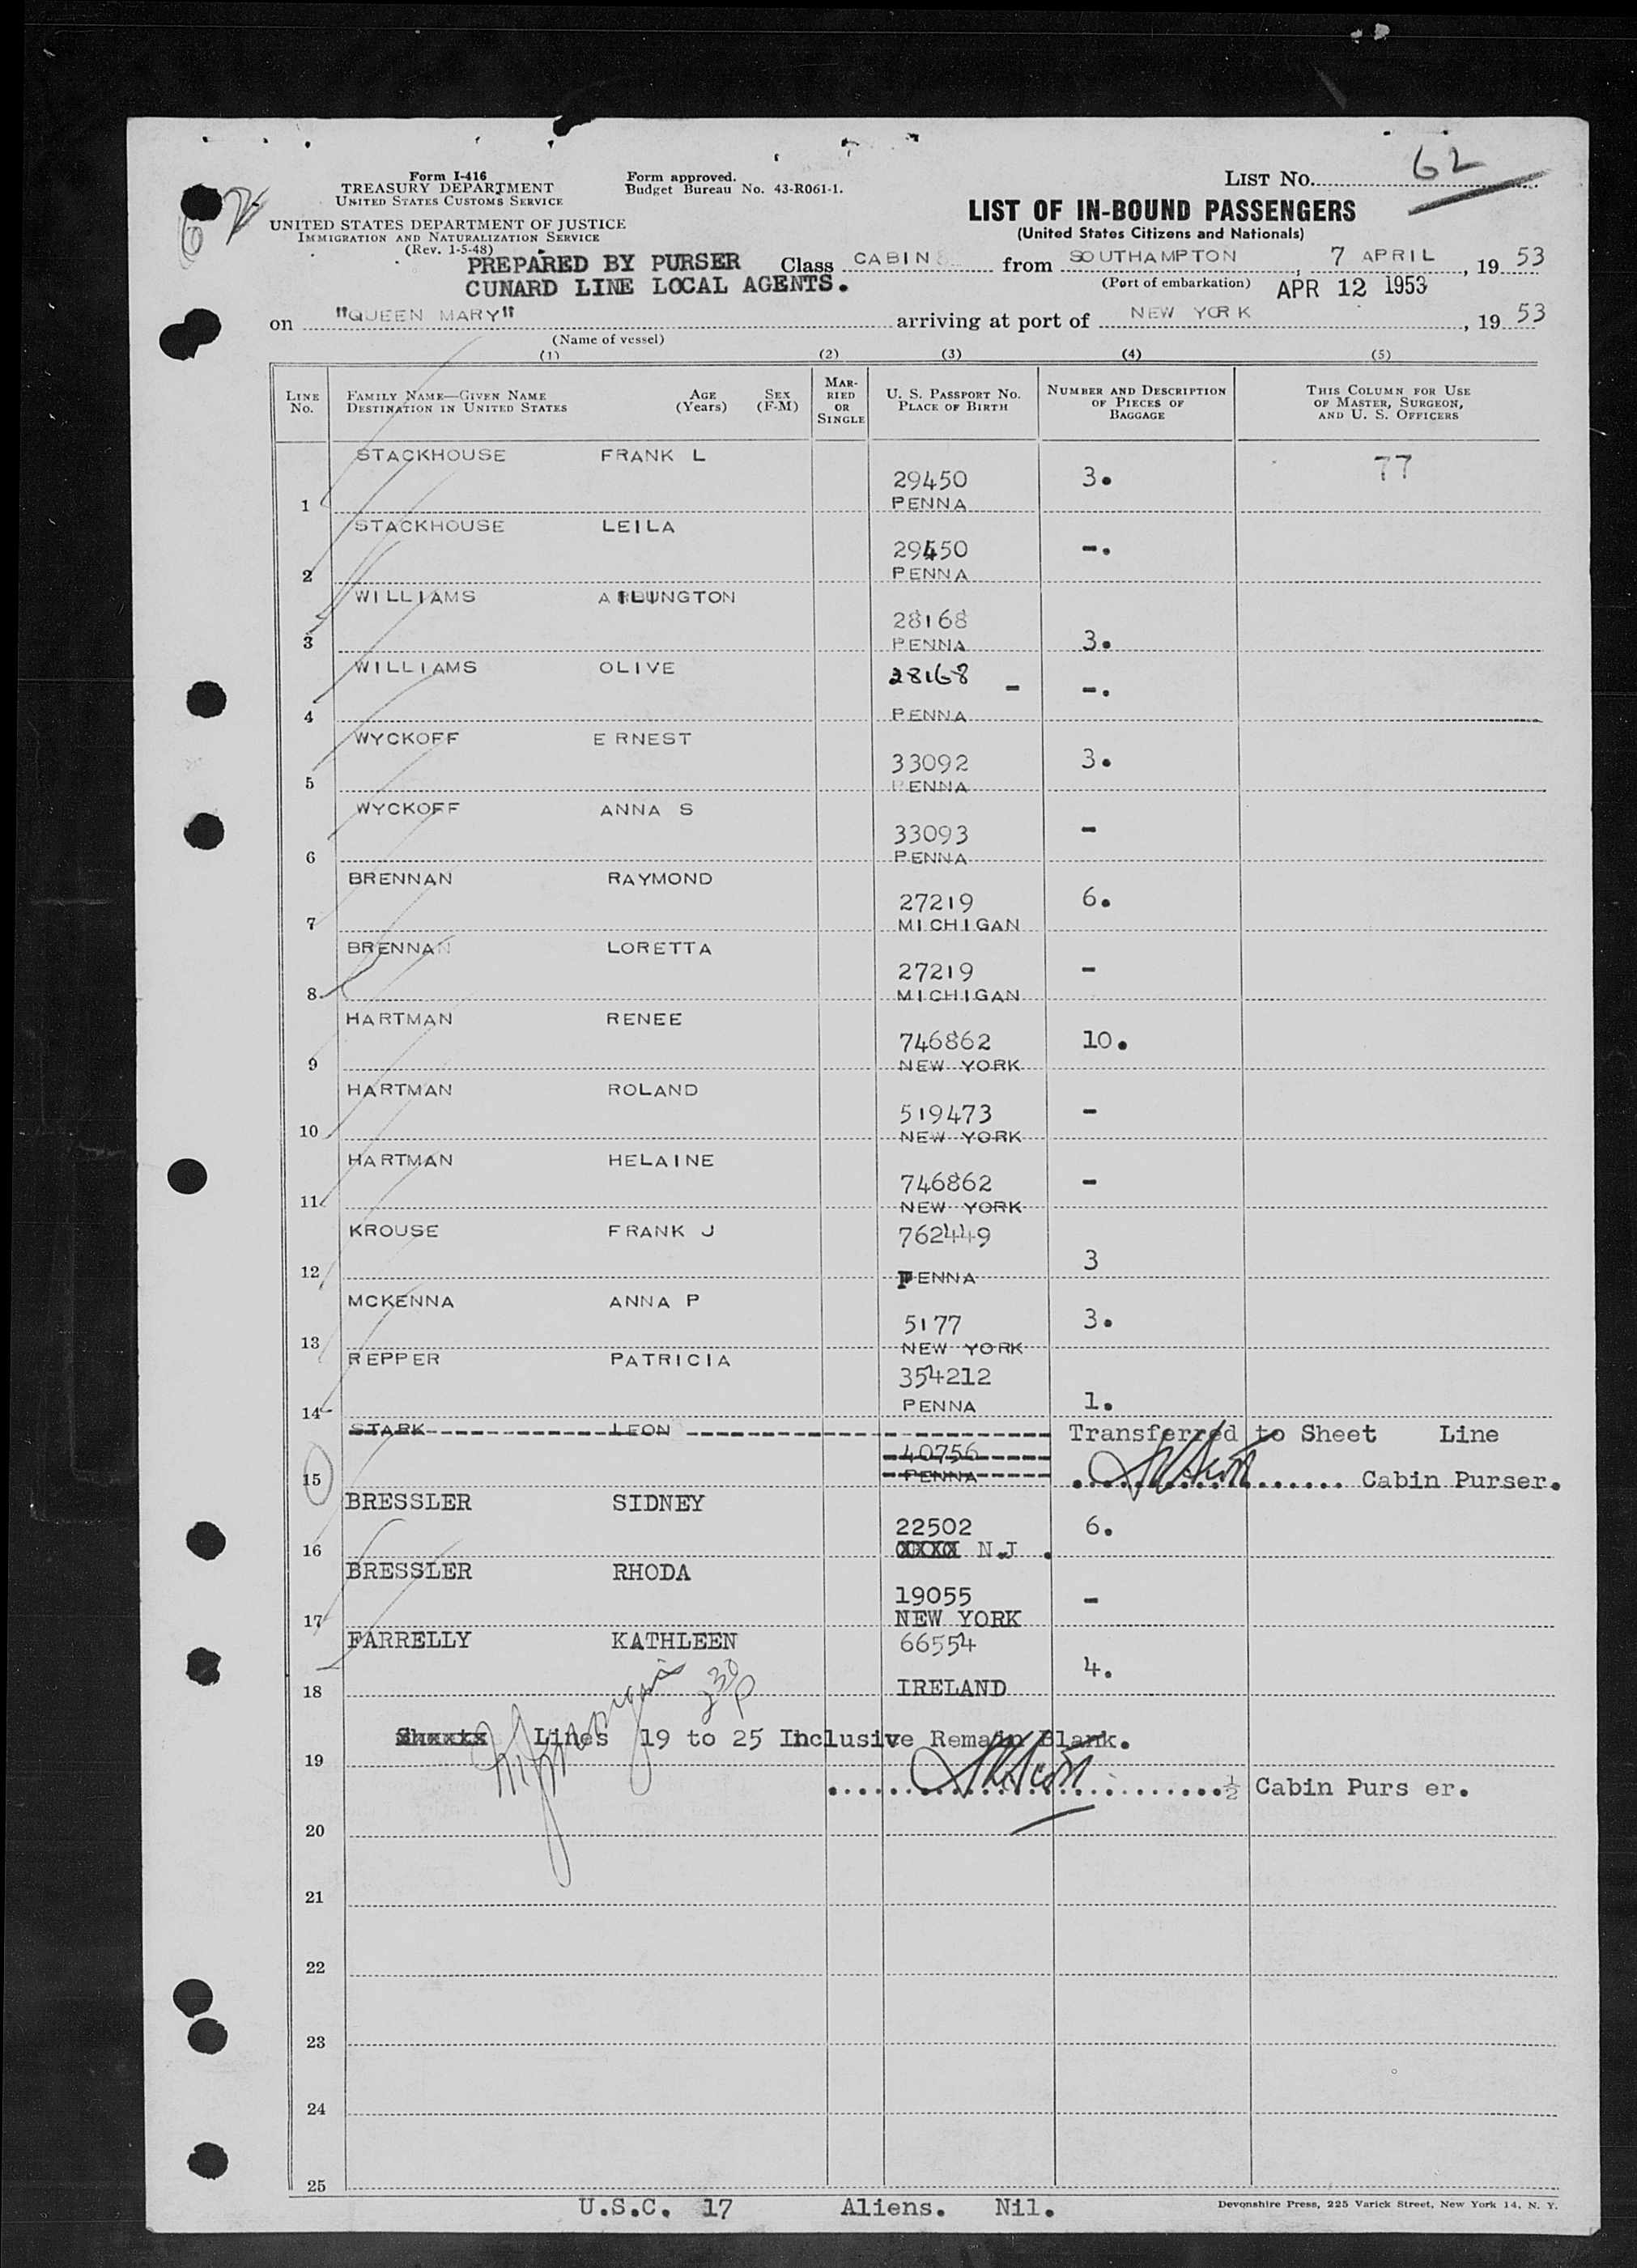 62
Form I-416
TREASURY DEPARTMENT
UNITED STATES CUSTOMS SERVICE
UNITED STATES DEPARTMENT OF JUSTICE
IMMIGRATION AND NATURALIZATION SERVICE
(Rev. 1-5-48)
Form approved.
Budget Bureau No. 43-R061-1.
LIST No. 62
LIST OF IN-BOUND PASSENGERS
(United States Citizens and Nationals)
PREPARED BY PURSER
CUNARD LINE LOCAL AGENTS.
Class CABIN from SOUTHAMPTON, 7 APRIL, 19 53
(Port of embarkation) APR 12 1953
on "QUEEN MARY" arriving at port of NEW YORK, 19 53
(Name of vessel)
(1) (2) (3) (4) (5)
LINE No. FAMILY NAME—GIVEN NAME DESTINATION IN UNITED STATES AGE (Years) SEX (F-M) MARRIED OR SINGLE U. S. PASSPORT No. PLACE OF BIRTH NUMBER AND DESCRIPTION OF PIECES OF BAGGAGE THIS COLUMN FOR USE OF MASTER, SURGEON, AND U. S. OFFICERS
STACKHOUSE FRANK L
29450 3. 77
1 PENNA
STACKHOUSE LEILA
29450 -.
2 PENNA
WILLIAMS ARLINGTON
28168
3 PENNA 3.
WILLIAMS OLIVE
28168 - -.
4 PENNA
WYCKOFF ERNEST
33092 3.
5 PENNA
WYCKOFF ANNA S
33093 -
6 PENNA
BRENNAN RAYMOND
27219 6.
7 MICHIGAN
BRENNAN LORETTA
27219 -
8 MICHIGAN
HARTMAN RENEE
746862 10.
9 NEW YORK
HARTMAN ROLAND
519473 -
10 NEW YORK
HARTMAN HELAINE
746862 -
11 NEW YORK
KROUSE FRANK J 762449
3
12 PENNA
MCKENNA ANNA P
5177 3.
13 NEW YORK
REPPER PATRICIA
354212
14 PENNA 1.
STARK LEON Transferred to Sheet Line
40756
15 PENNA Cabin Purser.
BRESSLER SIDNEY
22502 6.
16 N.J.
BRESSLER RHODA
19055 -
17 NEW YORK
FARRELLY KATHLEEN 66554
4.
18 IRELAND
Lines 19 to 25 Inclusive Remain Blank.
19
½ Cabin Purs er.
20
21
22
23
24
25
U.S.C. 17 Aliens. Nil.
Devonshire Press, 225 Varick Street, New York 14, N. Y.